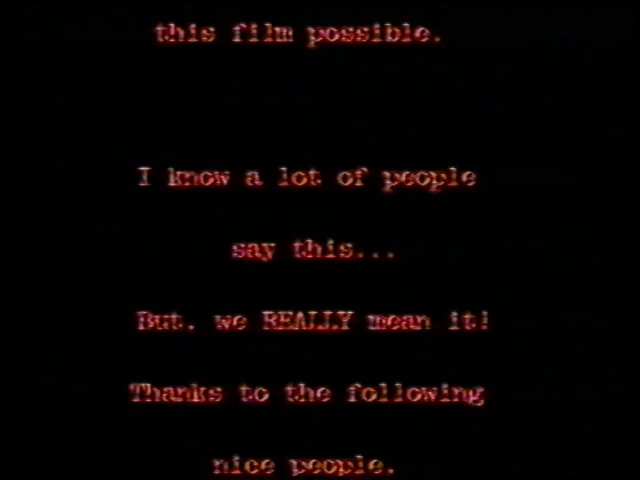 this film possible.
I know a lot of people
say this...
But. we REALLY mean it!
Thanks to the following
nice people.